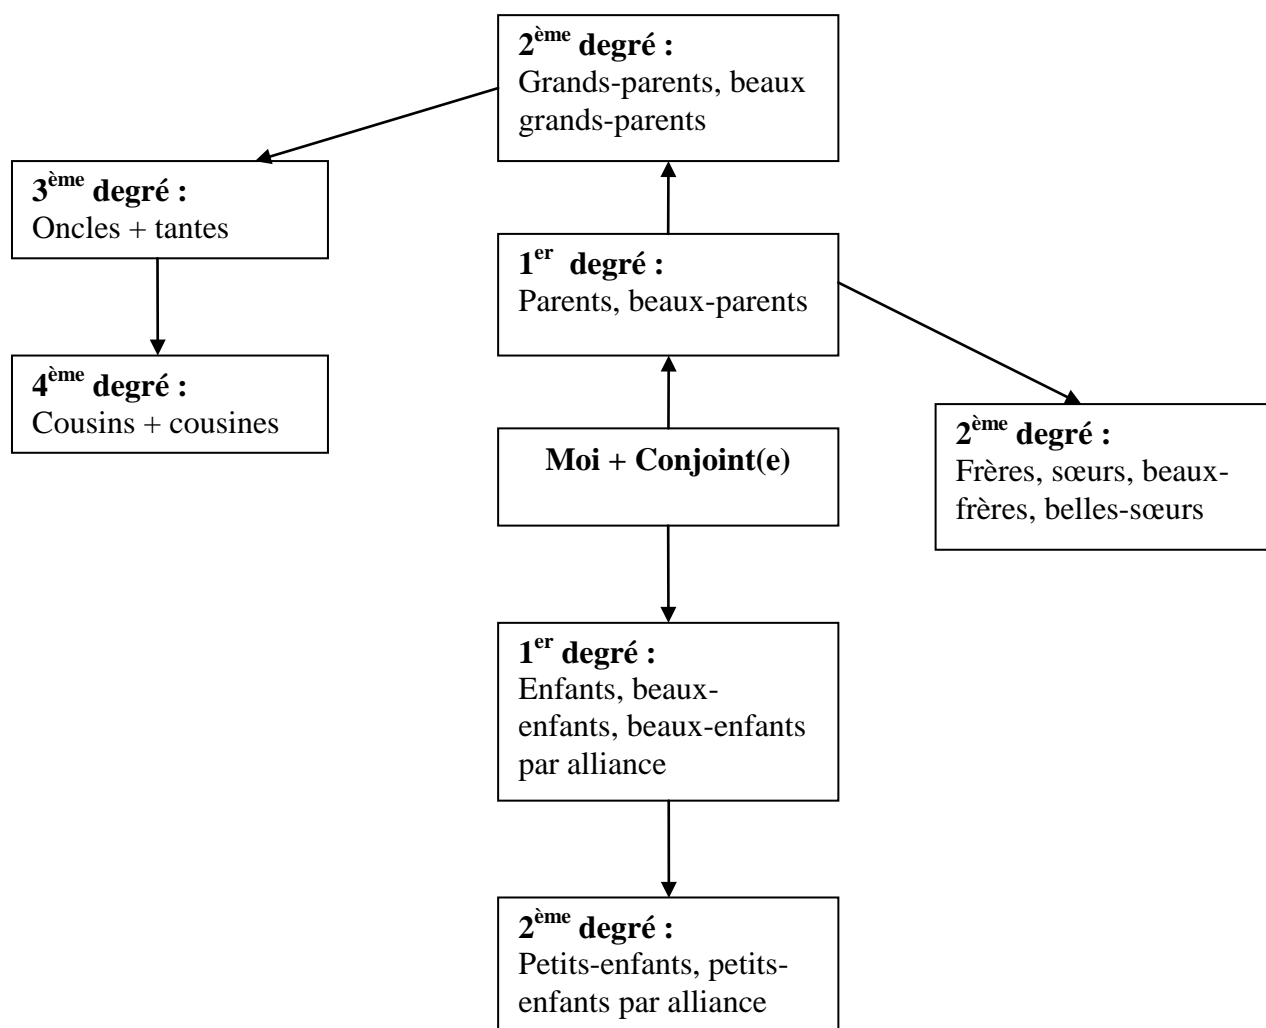 2ème degré :
Grands-parents, beaux
grands-parents
3ème degré :
Oncles + tantes
1er degré :
Parents, beaux-parents
4ème degré :
Cousins + cousines
2ème degré :
Frères, sœurs, beaux-
frères, belles-sœurs
Moi + Conjoint(e)
1er degré :
Enfants, beaux-
enfants, beaux-enfants
par alliance
2ème degré :
Petits-enfants, petits-
enfants par alliance